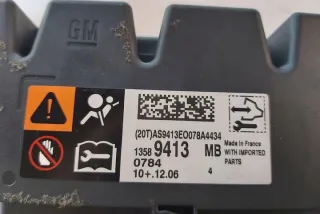 GM
(20T)AS9413EO078A4434
1358 9413 MB
Made in France
WITH IMPORTED
PARTS
0784
10+.12.06 4